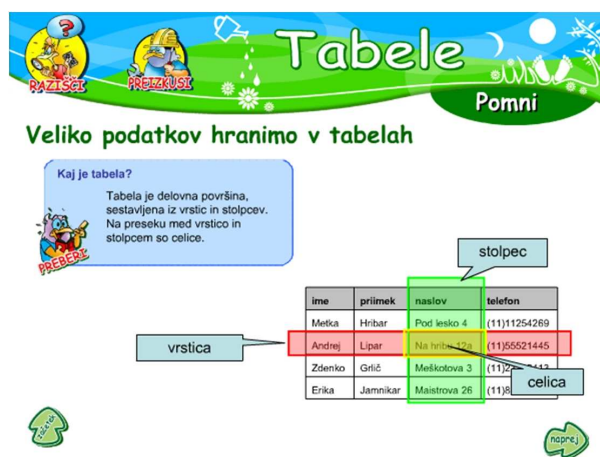 Tabele
RAZIŠČI
PREIZKUSI
Pomni
Veliko podatkov hranimo v tabelah
Kaj je tabela?
Tabela je delovna površina,
sestavljena iz vrstic in stolpcev.
Na preseku med vrstico in
stolpcem so celice.
PREBERI
stolpec
ime priimek naslov telefon
Metka Hribar Pod lesko 4 (11)11254269
vrstica
Andrej Lipar Na hribu 12a (11)55521445
Zdenko Grlič Meškotova 3
celica
Erika Jamnikar Maistrova 26
začetek
naprej